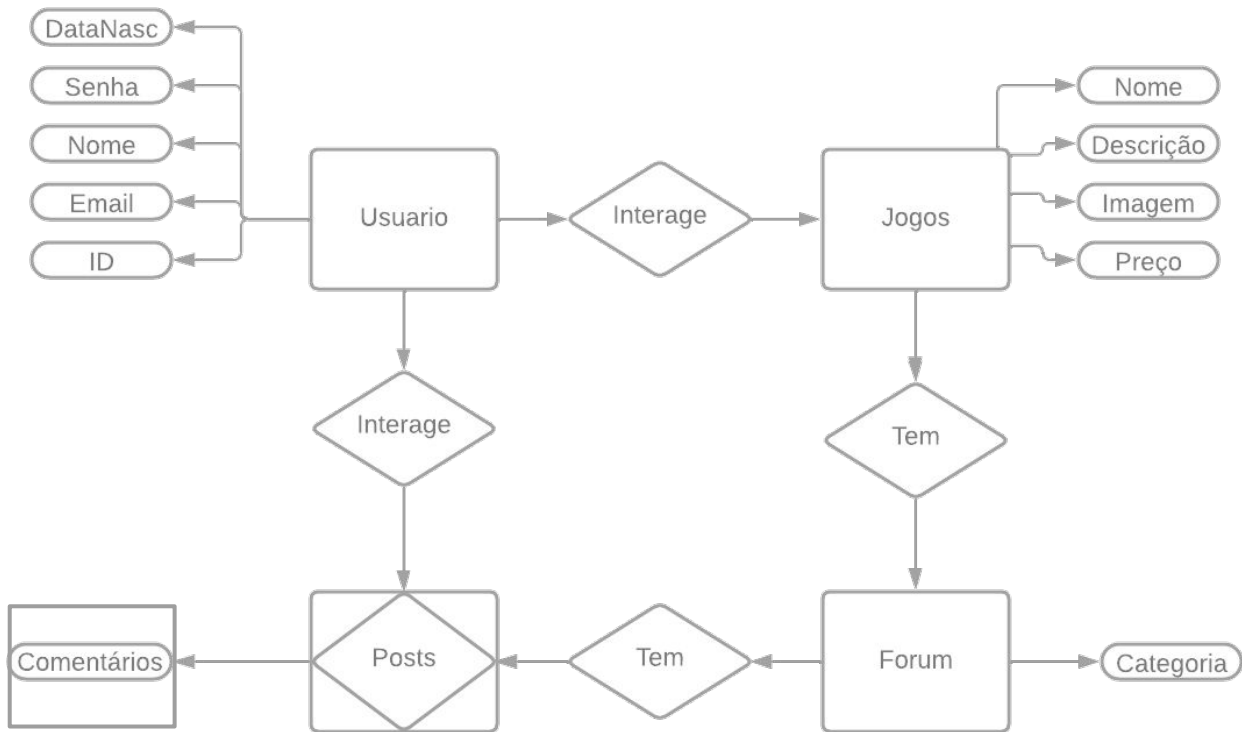 DataNasc
Senha
Nome
Email
ID
Usuario
Interage
Jogos
Nome
Descrição
Imagem
Preço
Interage
Tem
Comentários
Posts
Tem
Forum
Categoria